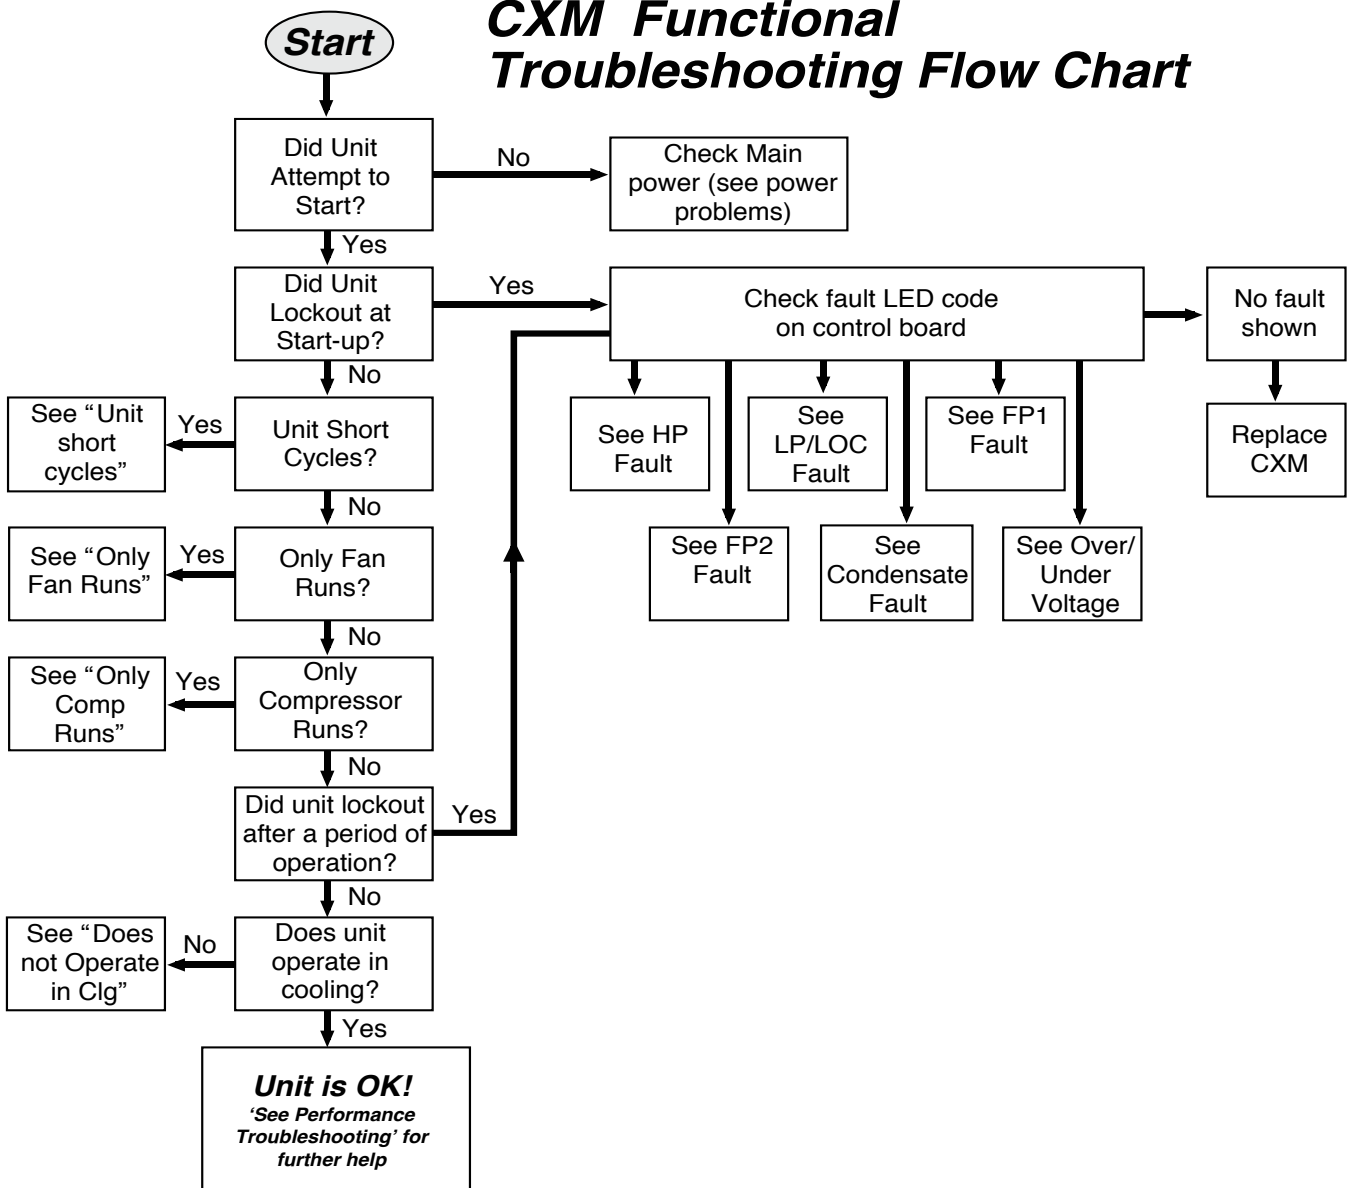 CXM Functional
Troubleshooting Flow Chart
Start
Did Unit
Attempt to
Start?
No
Check Main
power (see power
problems)
Yes
Did Unit
Lockout at
Start-up?
Yes
Check fault LED code
on control board
No fault
shown
Replace
CXM
See HP
Fault
See
LP/LOC
Fault
See FP1
Fault
See FP2
Fault
See
Condensate
Fault
See Over/
Under
Voltage
No
Unit Short
Cycles?
Yes
See “Unit
short
cycles”
No
Only Fan
Runs?
Yes
See “Only
Fan Runs”
No
Only
Compressor
Runs?
Yes
See “Only
Comp
Runs”
No
Did unit lockout
after a period of
operation?
Yes
No
Does unit
operate in
cooling?
No
See “Does
not Operate
in Clg”
Yes
Unit is OK!
‘See Performance
Troubleshooting’ for
further help